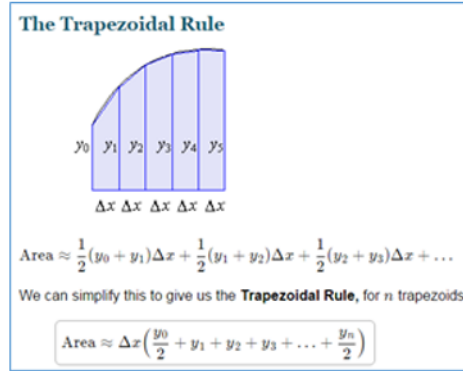 The Trapezoidal Rule
y₀ y₁ y₂ y₃ y₄ y₅
Δx Δx Δx Δx Δx
Area ≈ 1/2(y₀ + y₁)Δx + 1/2(y₁ + y₂)Δx + 1/2(y₂ + y₃)Δx + …
We can simplify this to give us the Trapezoidal Rule, for n trapezoids
Area ≈ Δx(y₀/2 + y₁ + y₂ + y₃ + … + yₙ/2)